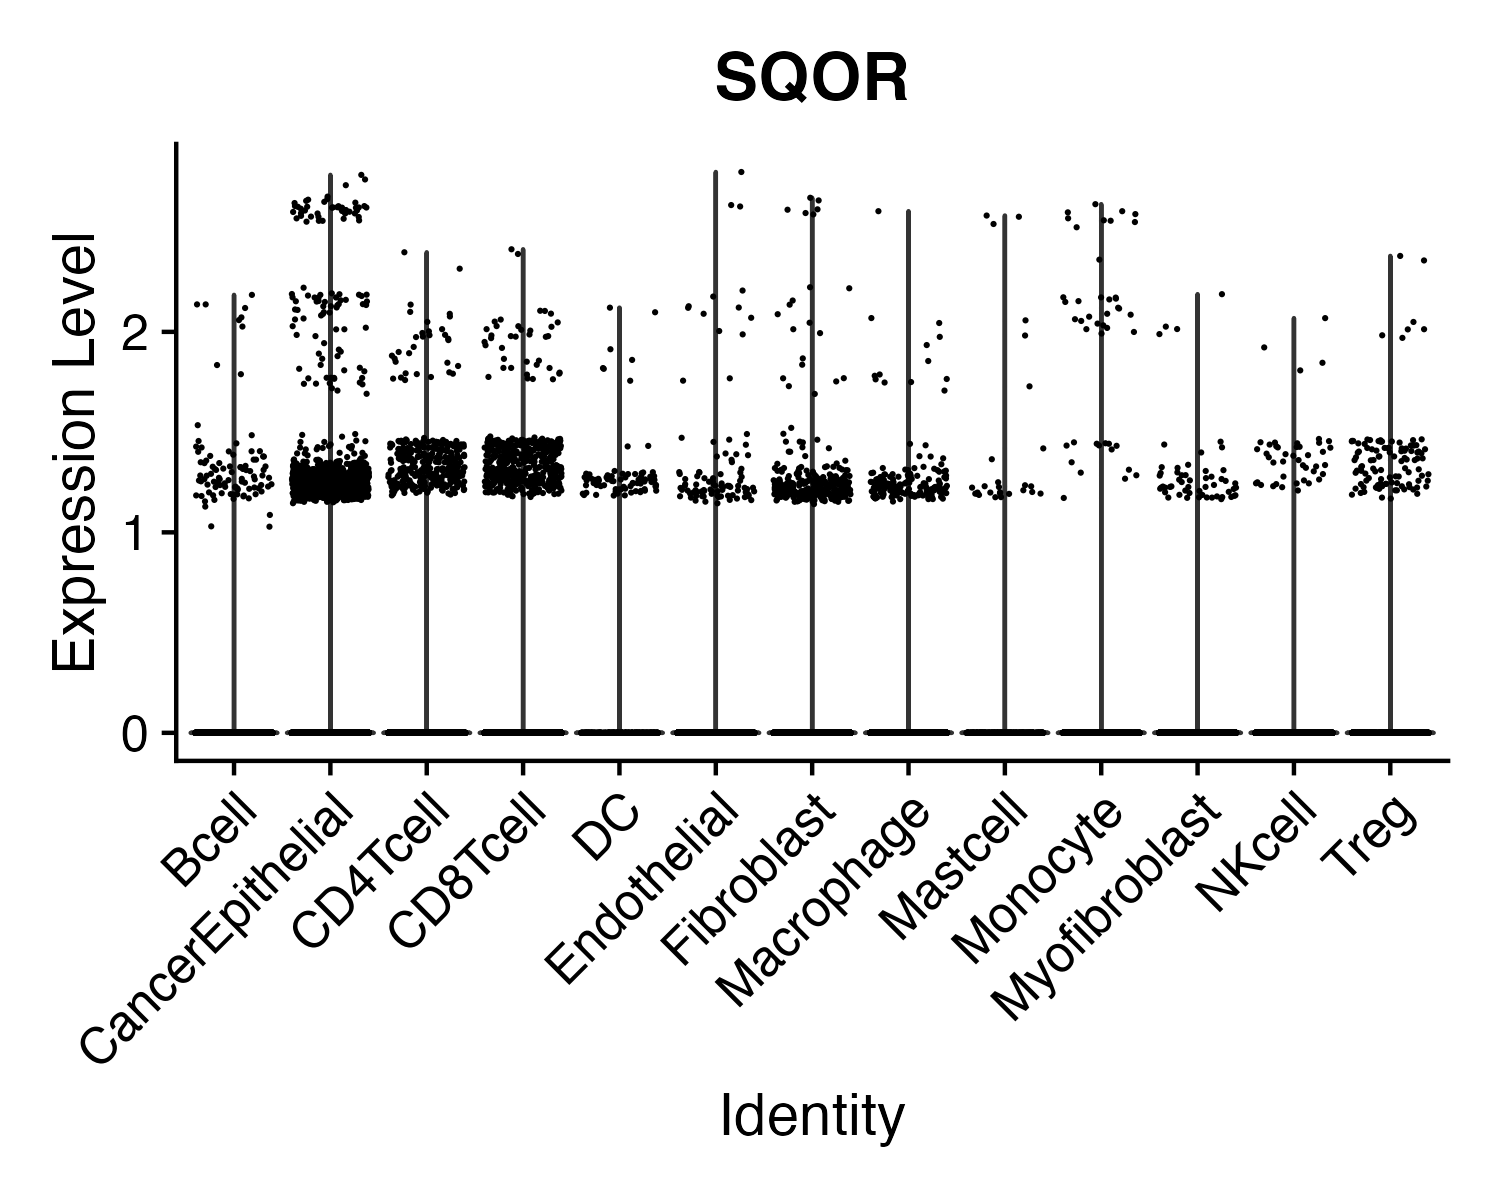 SQOR
Expression Level
2
1
0
Bcell
CancerEpithelial
CD4Tcell
CD8Tcell
DC
Endothelial
Fibroblast
Macrophage
Mastcell
Monocyte
Myofibroblast
NKcell
Treg
Identity